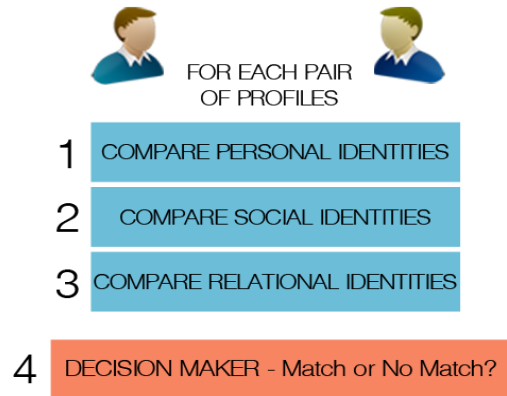 FOR EACH PAIR
OF PROFILES
1 COMPARE PERSONAL IDENTITIES
2 COMPARE SOCIAL IDENTITIES
3 COMPARE RELATIONAL IDENTITIES
4 DECISION MAKER - Match or No Match?